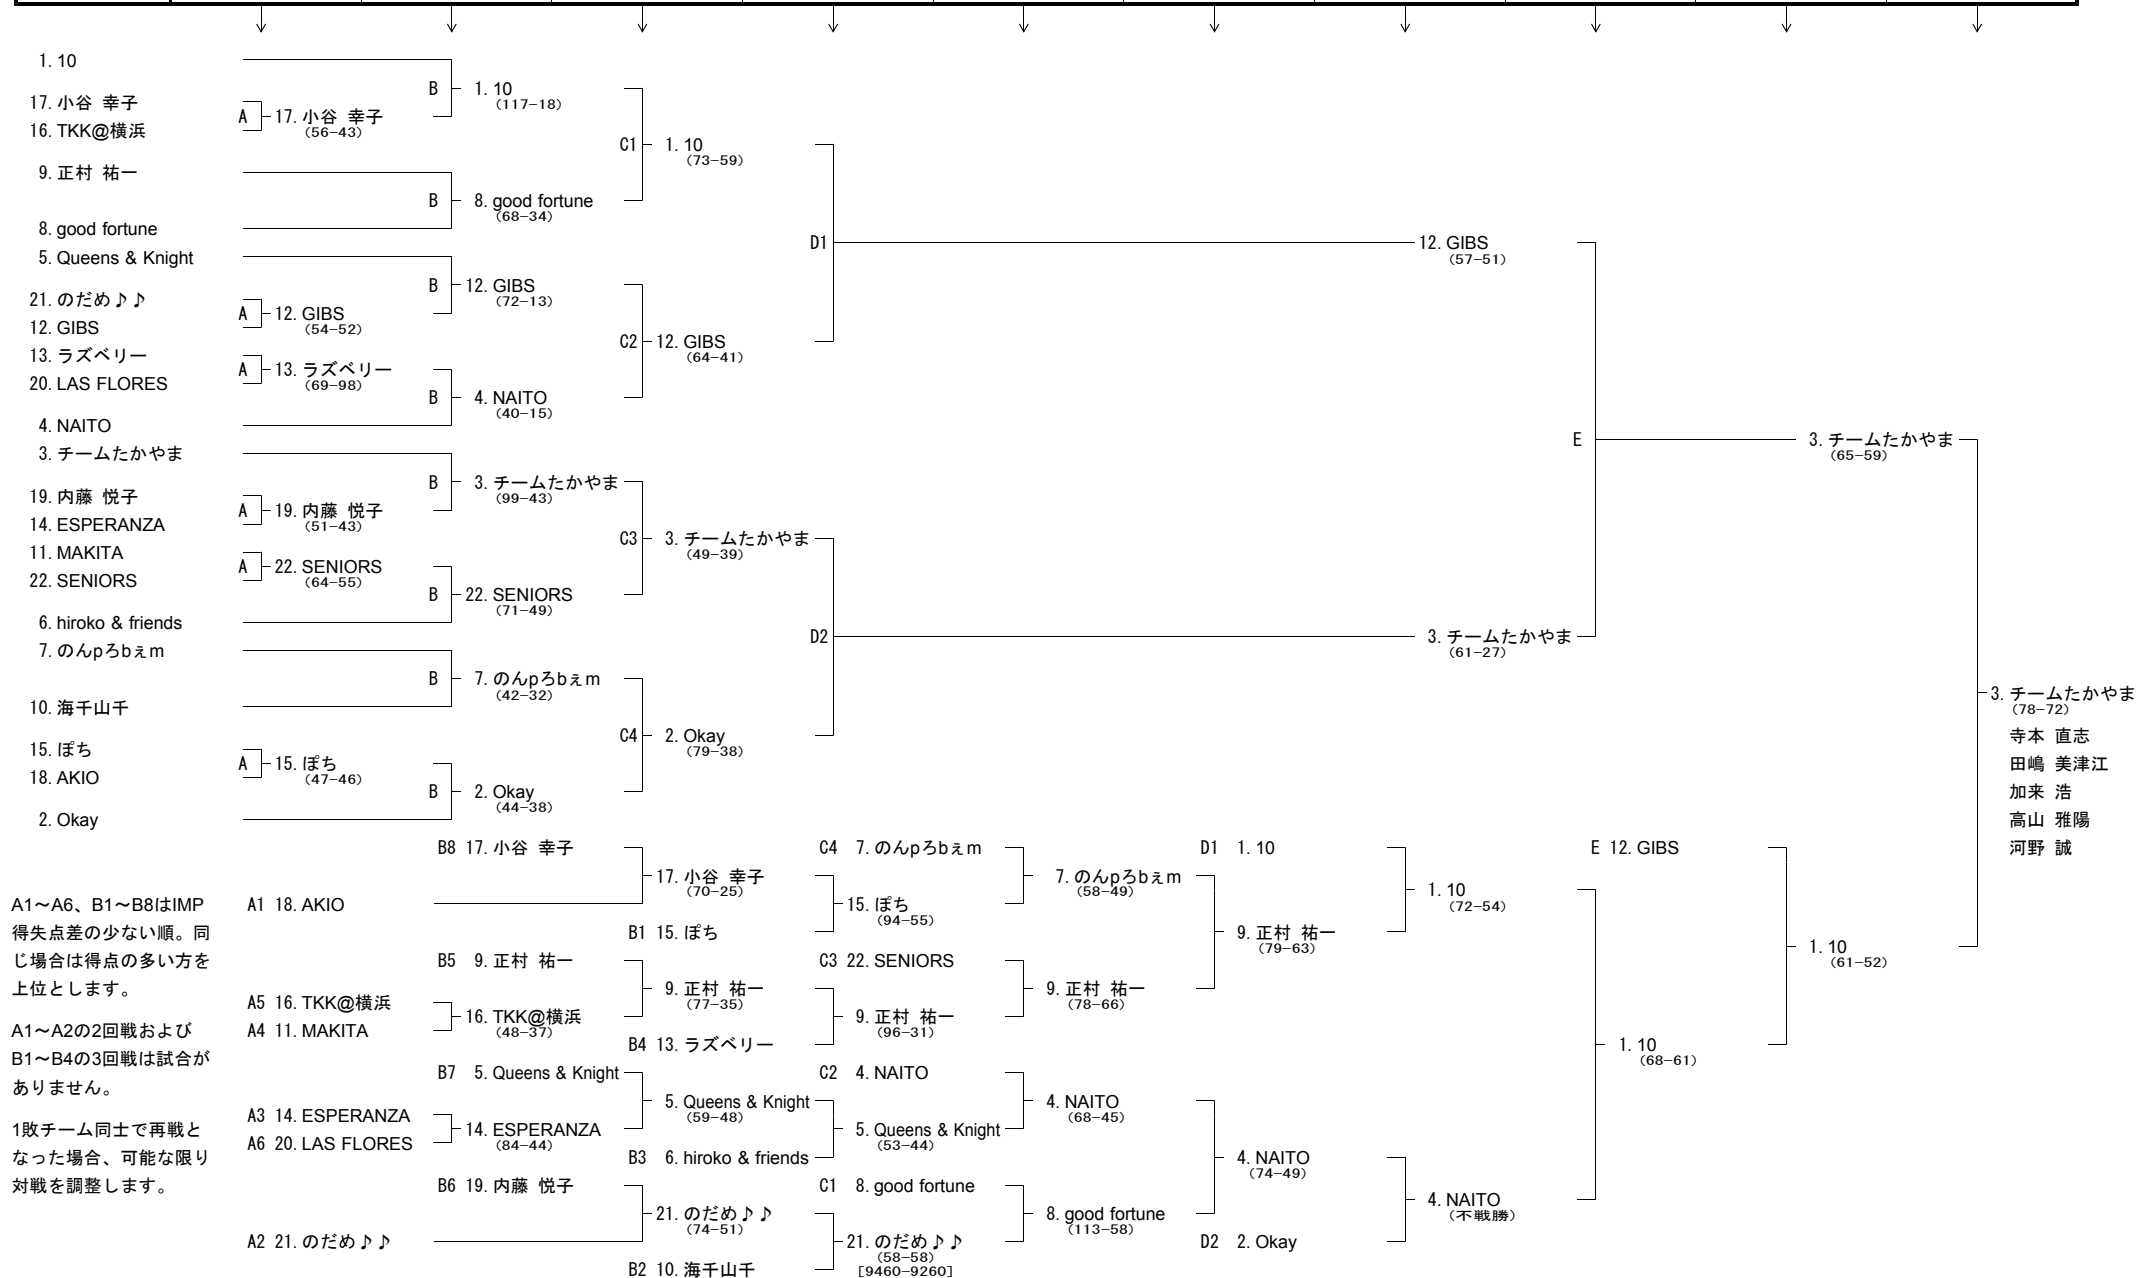 1. 10
17. 小谷 幸子
16. TKK@横浜
9. 正村 祐一
8. good fortune
5. Queens & Knight
21. のだめ♪♪
12. GIBS
13. ラズベリー
20. LAS FLORES
4. NAITO
3. チームたかやま
19. 内藤 悦子
14. ESPERANZA
11. MAKITA
22. SENIORS
6. hiroko & friends
7. のんpろbぇm
10. 海千山千
15. ぽち
18. AKIO
2. Okay
A 17. 小谷 幸子
(56-43)
A 12. GIBS
(54-52)
A 13. ラズベリー
(69-98)
A 19. 内藤 悦子
(51-43)
A 22. SENIORS
(64-55)
A 15. ぽち
(47-46)
B 1. 10
(117-18)
B 8. good fortune
(68-34)
B 12. GIBS
(72-13)
B 4. NAITO
(40-15)
B 3. チームたかやま
(99-43)
B 22. SENIORS
(71-49)
B 7. のんpろbぇm
(42-32)
B 2. Okay
(44-38)
C1 1. 10
(73-59)
C2 12. GIBS
(64-41)
C3 3. チームたかやま
(49-39)
C4 2. Okay
(79-38)
D1 12. GIBS
(57-51)
D2 3. チームたかやま
(61-27)
E 3. チームたかやま
(65-59)
3. チームたかやま
(78-72)
寺本 直志
田嶋 美津江
加来 浩
高山 雅陽
河野 誠
A1～A6、B1～B8はIMP
得失点差の少ない順。同
じ場合は得点の多い方を
上位とします。
A1～A2の2回戦および
B1～B4の3回戦は試合が
ありません。
1敗チーム同士で再戦と
なった場合、可能な限り
対戦を調整します。
A1 18. AKIO
A5 16. TKK@横浜
A4 11. MAKITA
A3 14. ESPERANZA
A6 20. LAS FLORES
A2 21. のだめ♪♪
B8 17. 小谷 幸子
B5 9. 正村 祐一
16. TKK@横浜
(48-37)
B7 5. Queens & Knight
14. ESPERANZA
(84-44)
B6 19. 内藤 悦子
17. 小谷 幸子
(70-25)
B1 15. ぽち
9. 正村 祐一
(77-35)
B4 13. ラズベリー
5. Queens & Knight
(59-48)
B3 6. hiroko & friends
21. のだめ♪♪
(74-51)
B2 10. 海千山千
C4 7. のんpろbぇm
15. ぽち
(94-55)
C3 22. SENIORS
9. 正村 祐一
(96-31)
C2 4. NAITO
5. Queens & Knight
(53-44)
C1 8. good fortune
21. のだめ♪♪
(58-58)
[9460-9260]
7. のんpろbぇm
(58-49)
9. 正村 祐一
(78-66)
4. NAITO
(68-45)
8. good fortune
(113-58)
D1 1. 10
9. 正村 祐一
(79-63)
4. NAITO
(74-49)
D2 2. Okay
1. 10
(72-54)
4. NAITO
(不戦勝)
E 12. GIBS
1. 10
(68-61)
1. 10
(61-52)